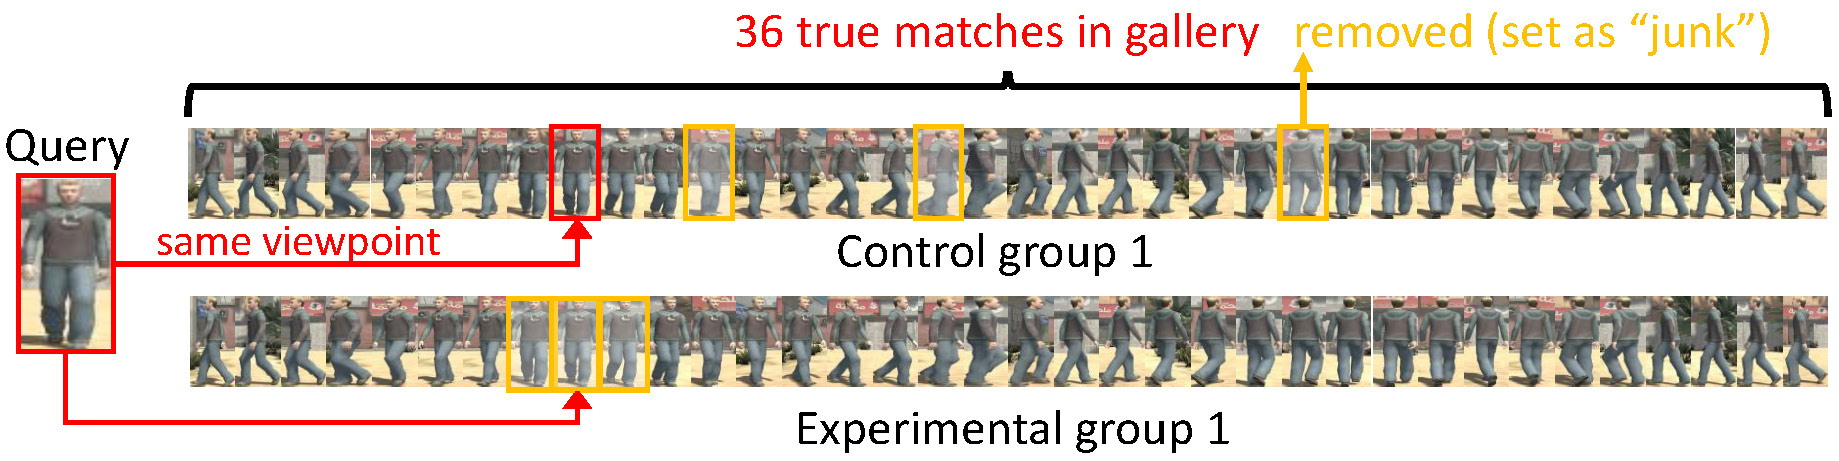 36 true matches in gallery removed (set as “junk”)
Query
same viewpoint
Control group 1
Experimental group 1